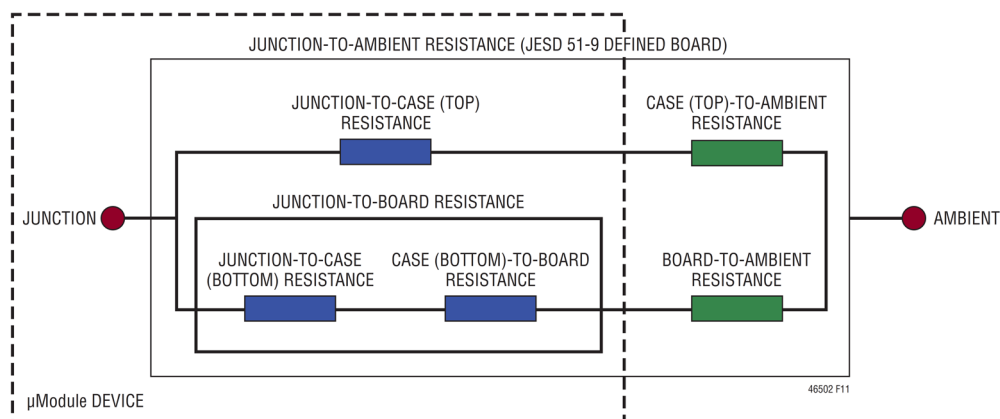 JUNCTION-TO-AMBIENT RESISTANCE (JESD 51-9 DEFINED BOARD)
JUNCTION-TO-CASE (TOP)
RESISTANCE
CASE (TOP)-TO-AMBIENT
RESISTANCE
JUNCTION-TO-BOARD RESISTANCE
JUNCTION
AMBIENT
JUNCTION-TO-CASE
(BOTTOM) RESISTANCE
CASE (BOTTOM)-TO-BOARD
RESISTANCE
BOARD-TO-AMBIENT
RESISTANCE
46502 F11
µModule DEVICE